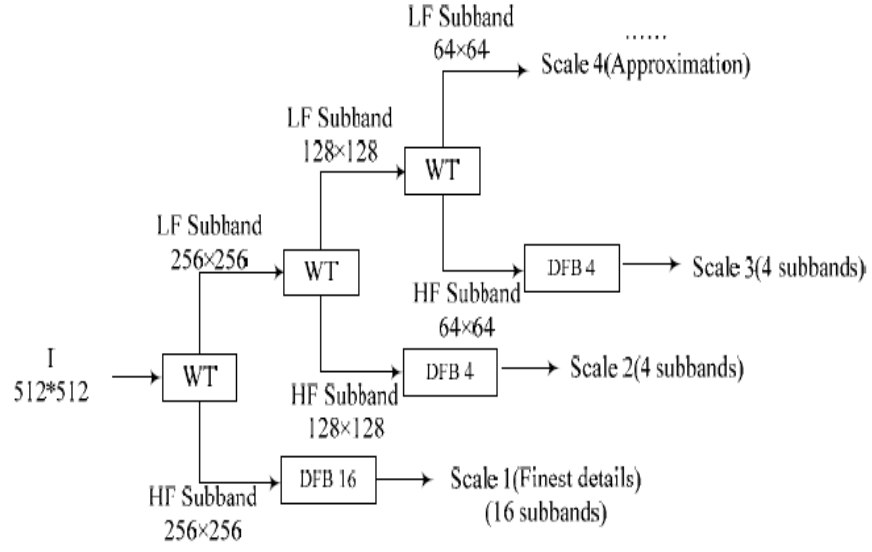 LF Subband
64×64
......
Scale 4(Approximation)
LF Subband
128×128
WT
LF Subband
256×256
WT
DFB 4
Scale 3(4 subbands)
HF Subband
64×64
I
512*512
WT
DFB 4
Scale 2(4 subbands)
HF Subband
128×128
DFB 16
Scale 1(Finest details)
(16 subbands)
HF Subband
256×256